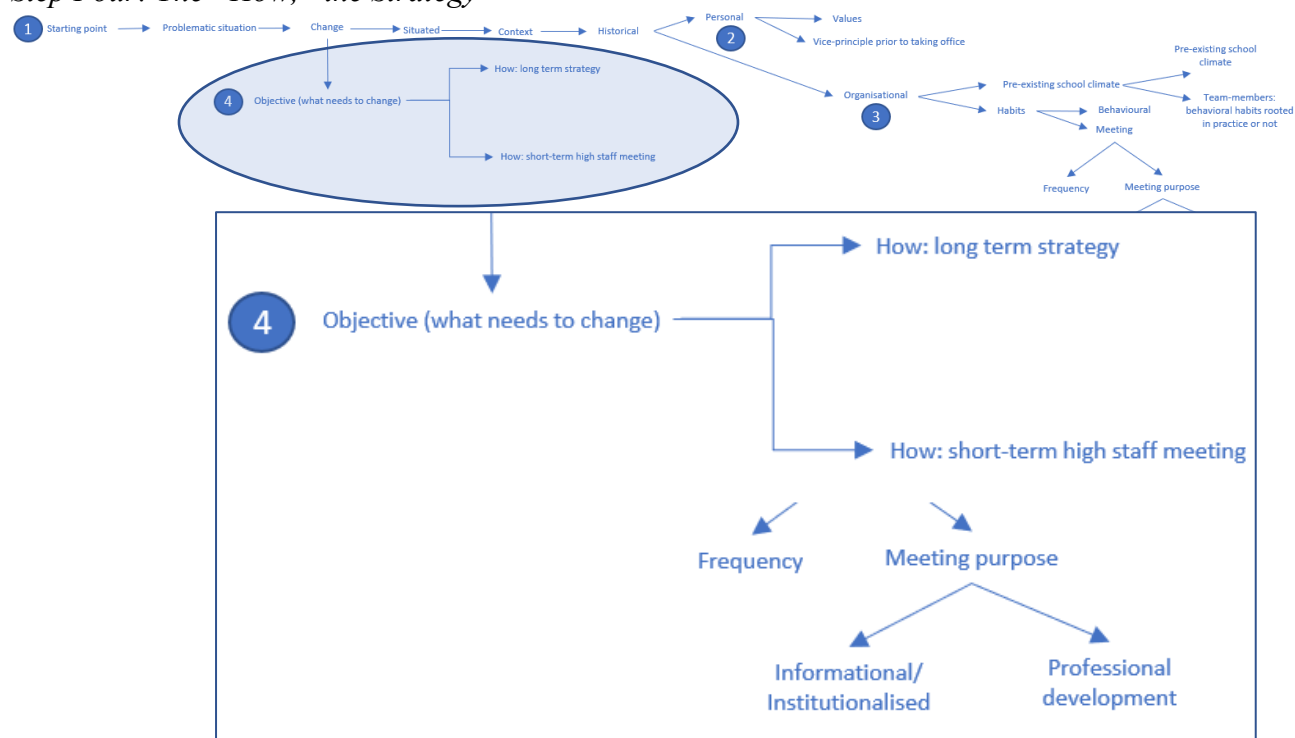 Step Four: The "How," the Strategy
1 Starting point Problematic situation Change Situated Context Historical
Personal
2
Values
Vice-principle prior to taking office
Organisational
3
Pre-existing school climate
Pre-existing school
climate
Team-members:
behavioral habits rooted
in practice or not
Habits
Behavioural
Meeting
Frequency
Meeting purpose
4 Objective (what needs to change)
How: long term strategy
How: short-term high staff meeting
4 Objective (what needs to change)
How: long term strategy
How: short-term high staff meeting
Frequency
Meeting purpose
Informational/
Institutionalised
Professional
development